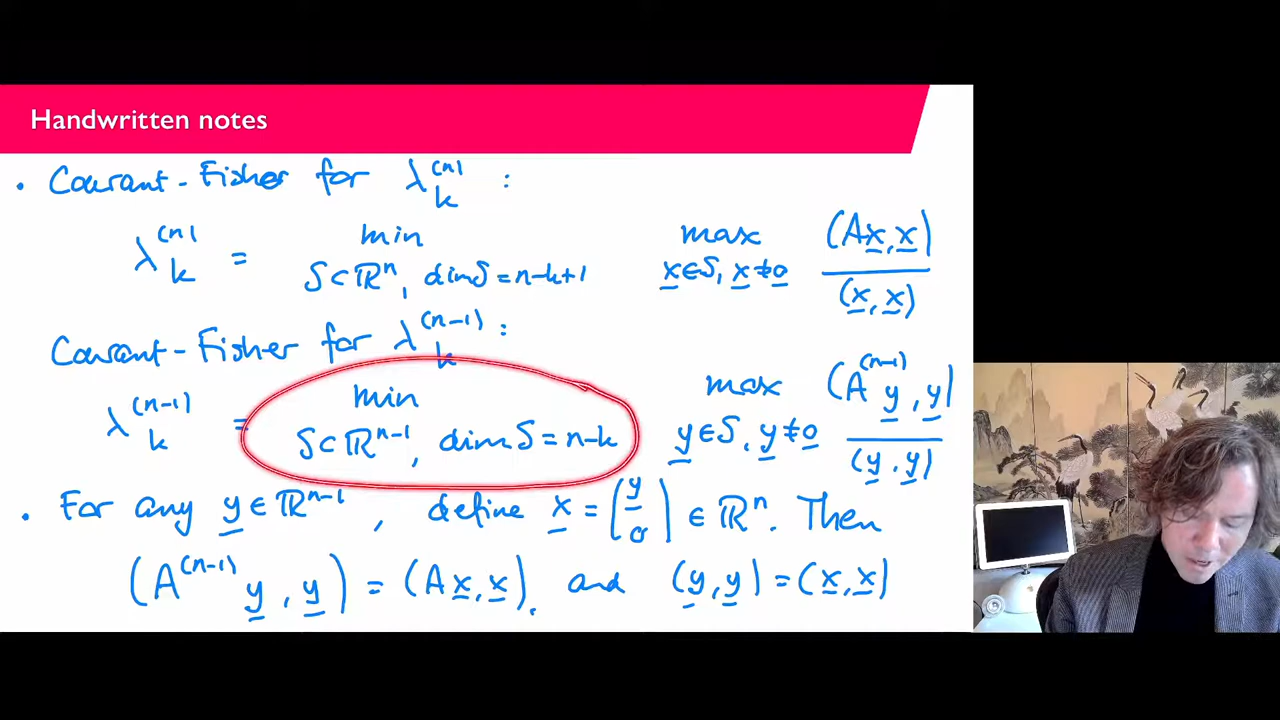 Handwritten notes
• Courant-Fisher for λ_k^(n) :
λ_k^(n) = min_{S⊂ℝ^n, dim S = n-k+1} max_{x∈S, x≠0} (Ax, x) / (x, x)
Courant-Fisher for λ_k^(n-1) :
λ_k^(n-1) = min_{S⊂ℝ^{n-1}, dim S = n-k} max_{y∈S, y≠0} (A^(n-1) y, y) / (y, y)
• For any y ∈ ℝ^{n-1}, define x = (y 0) ∈ ℝ^n. Then
(A^(n-1) y, y) = (Ax, x), and (y, y) = (x, x)